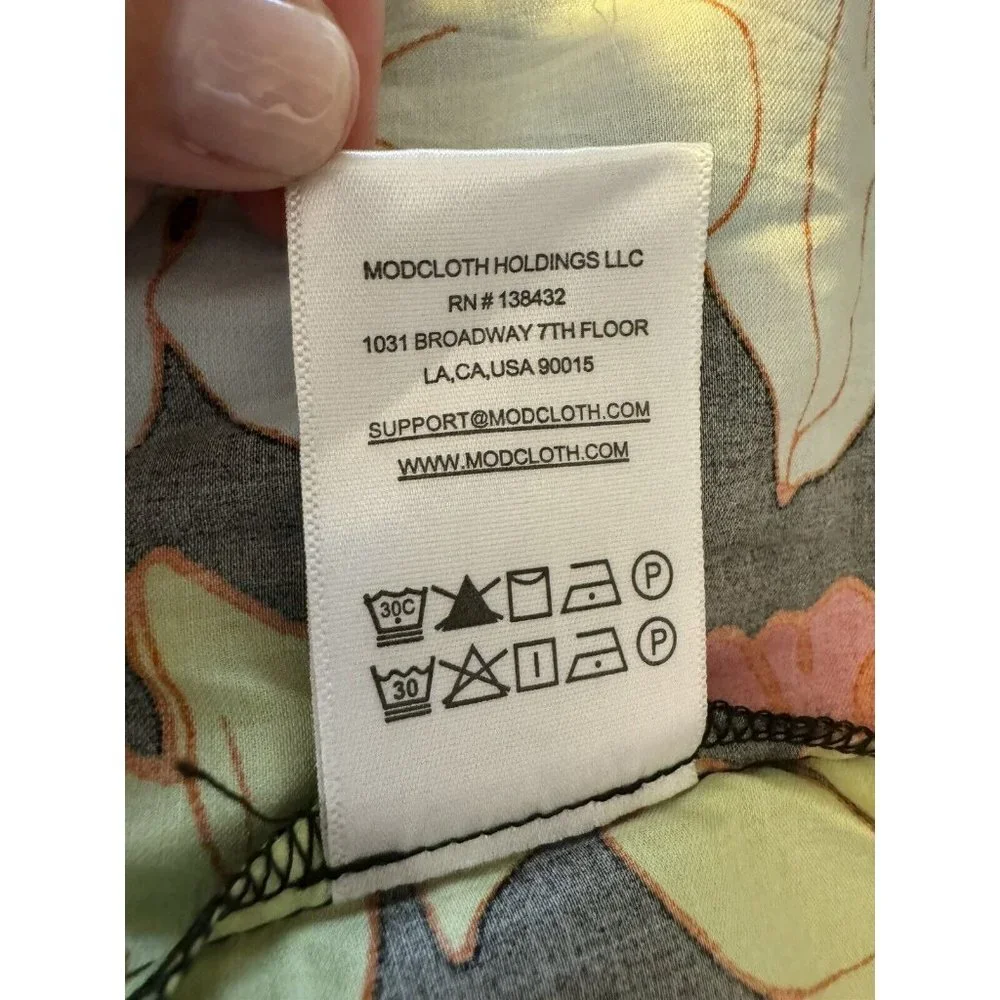 MODCLOTH HOLDINGS LLC
RN # 138432
1031 BROADWAY 7TH FLOOR
LA,CA,USA 90015
SUPPORT@MODCLOTH.COM
WWW.MODCLOTH.COM
30C P
30 P